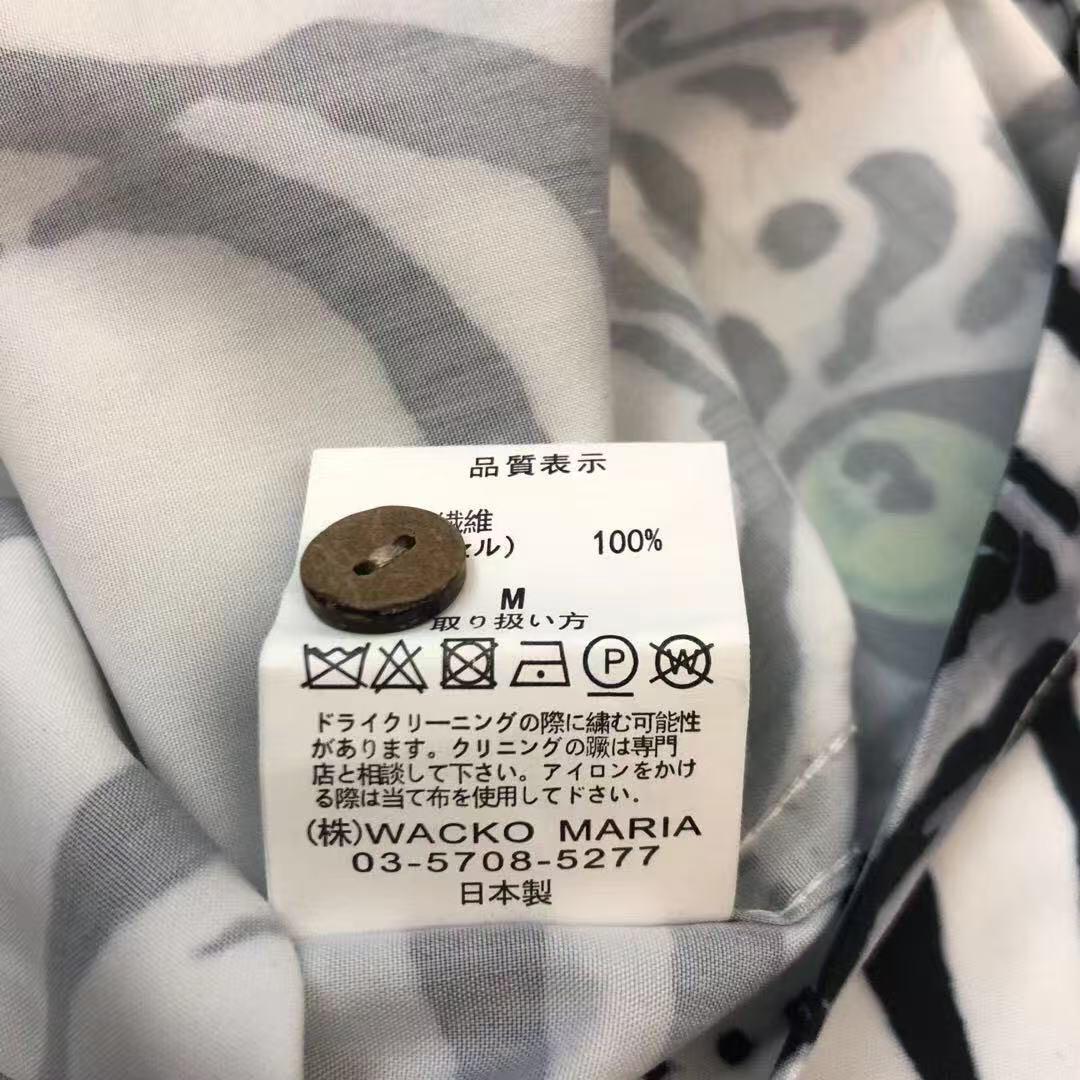 品質表示
繊維
セル) 100%
M
取り扱い方
P W
ドライクリーニングの際に繍む可能性
があります。クリニングの蹶は専門
店と相談して下さい。アイロンをかけ
る際は当て布を使用して下さい.
(株)WACKO MARIA
03-5708-5277
日本製